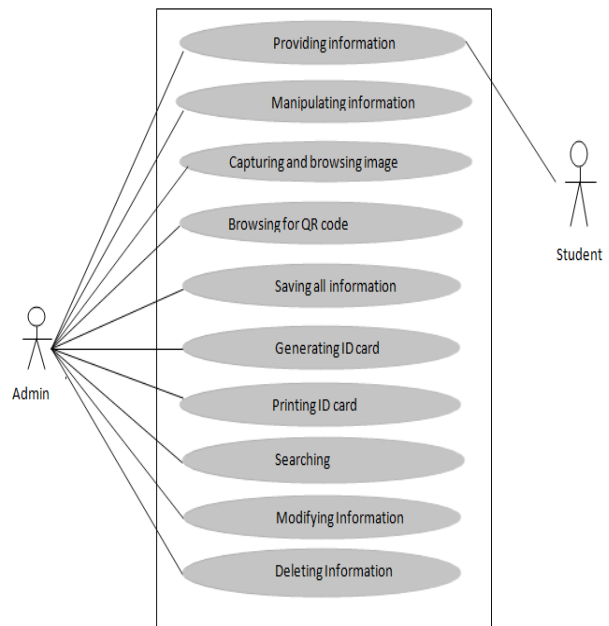 Providing information
Manipulating information
Capturing and browsing image
Browsing for QR code
Student
Saving all information
Generating ID card
Admin
Printing ID card
Searching
Modifying Information
Deleting Information